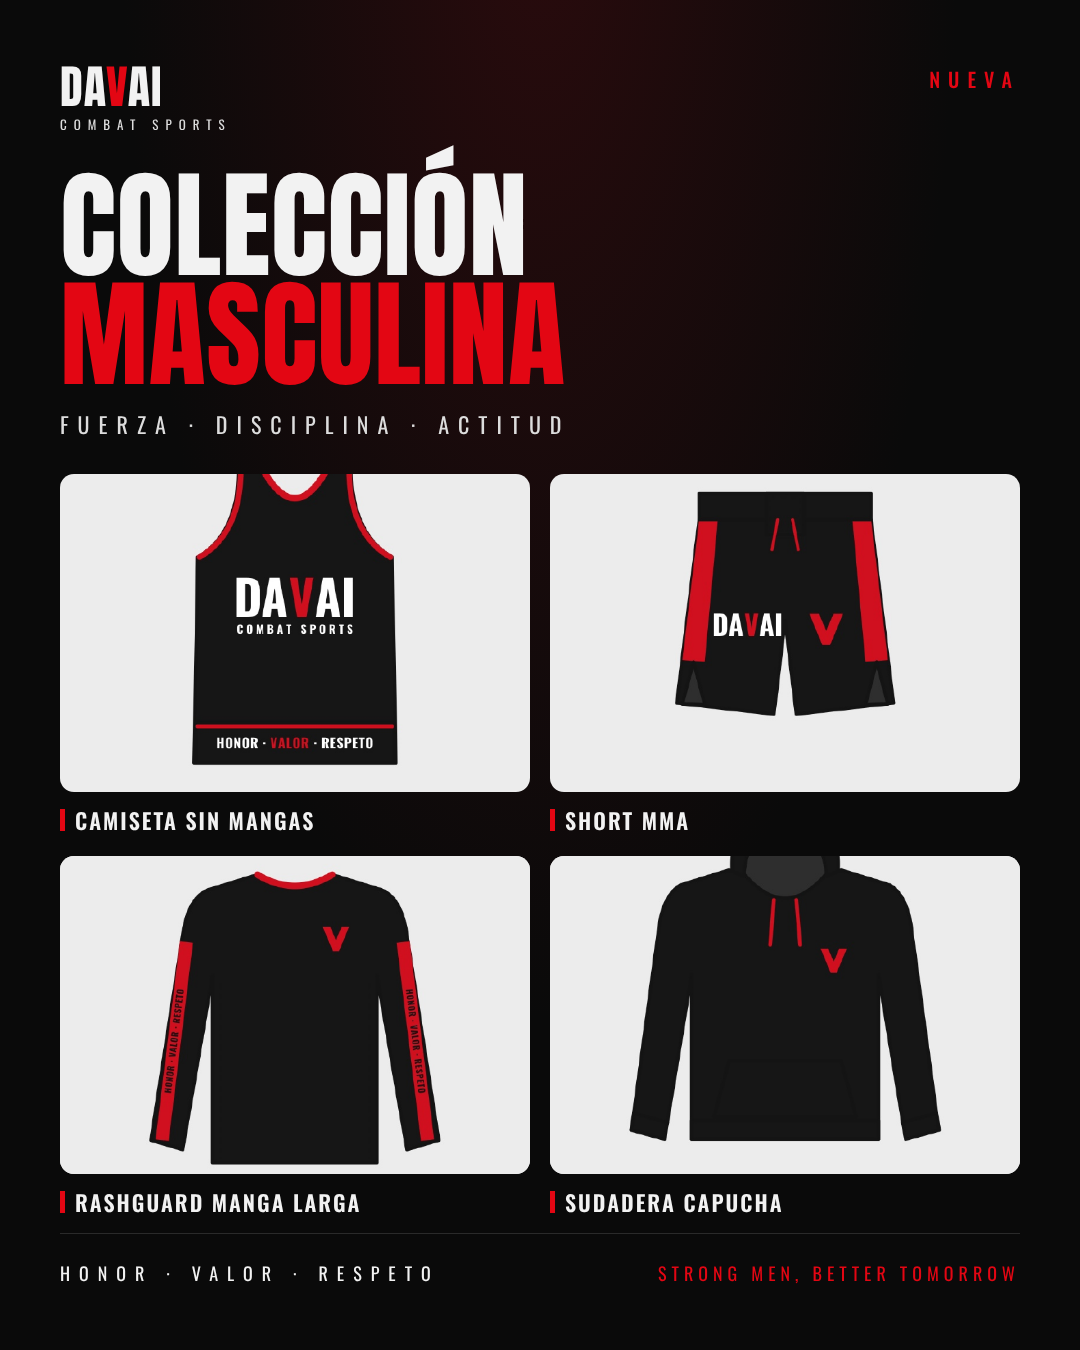 DAVAI
COMBAT SPORTS
NUEVA
COLECCIÓN
MASCULINA
FUERZA · DISCIPLINA · ACTITUD
DAVAI
COMBAT SPORTS
HONOR · VALOR · RESPETO
DAVAI
V
CAMISETA SIN MANGAS
SHORT MMA
V
HONOR · VALOR · RESPETO
HONOR · VALOR · RESPETO
V
RASHGUARD MANGA LARGA
SUDADERA CAPUCHA
HONOR · VALOR · RESPETO
STRONG MEN, BETTER TOMORROW